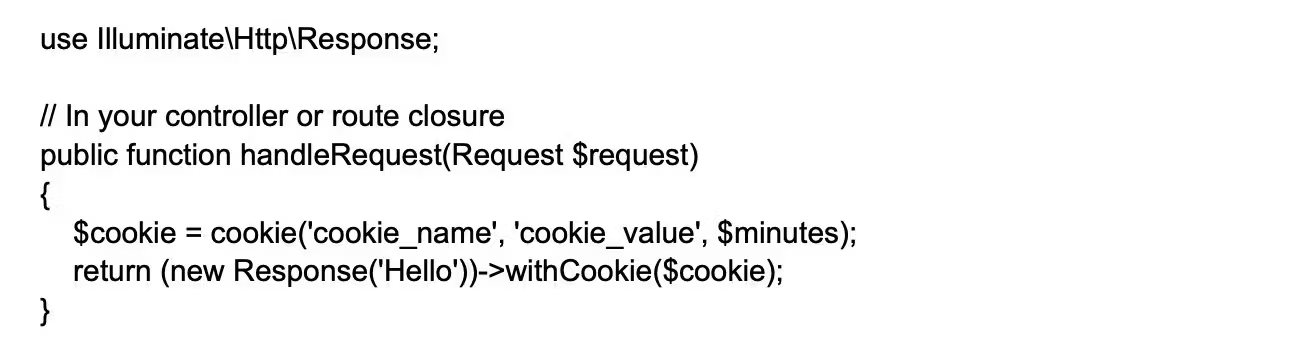 use Illuminate\Http\Response;
// In your controller or route closure
public function handleRequest(Request $request)
{
$cookie = cookie('cookie_name', 'cookie_value', $minutes);
return (new Response('Hello'))->withCookie($cookie);
}